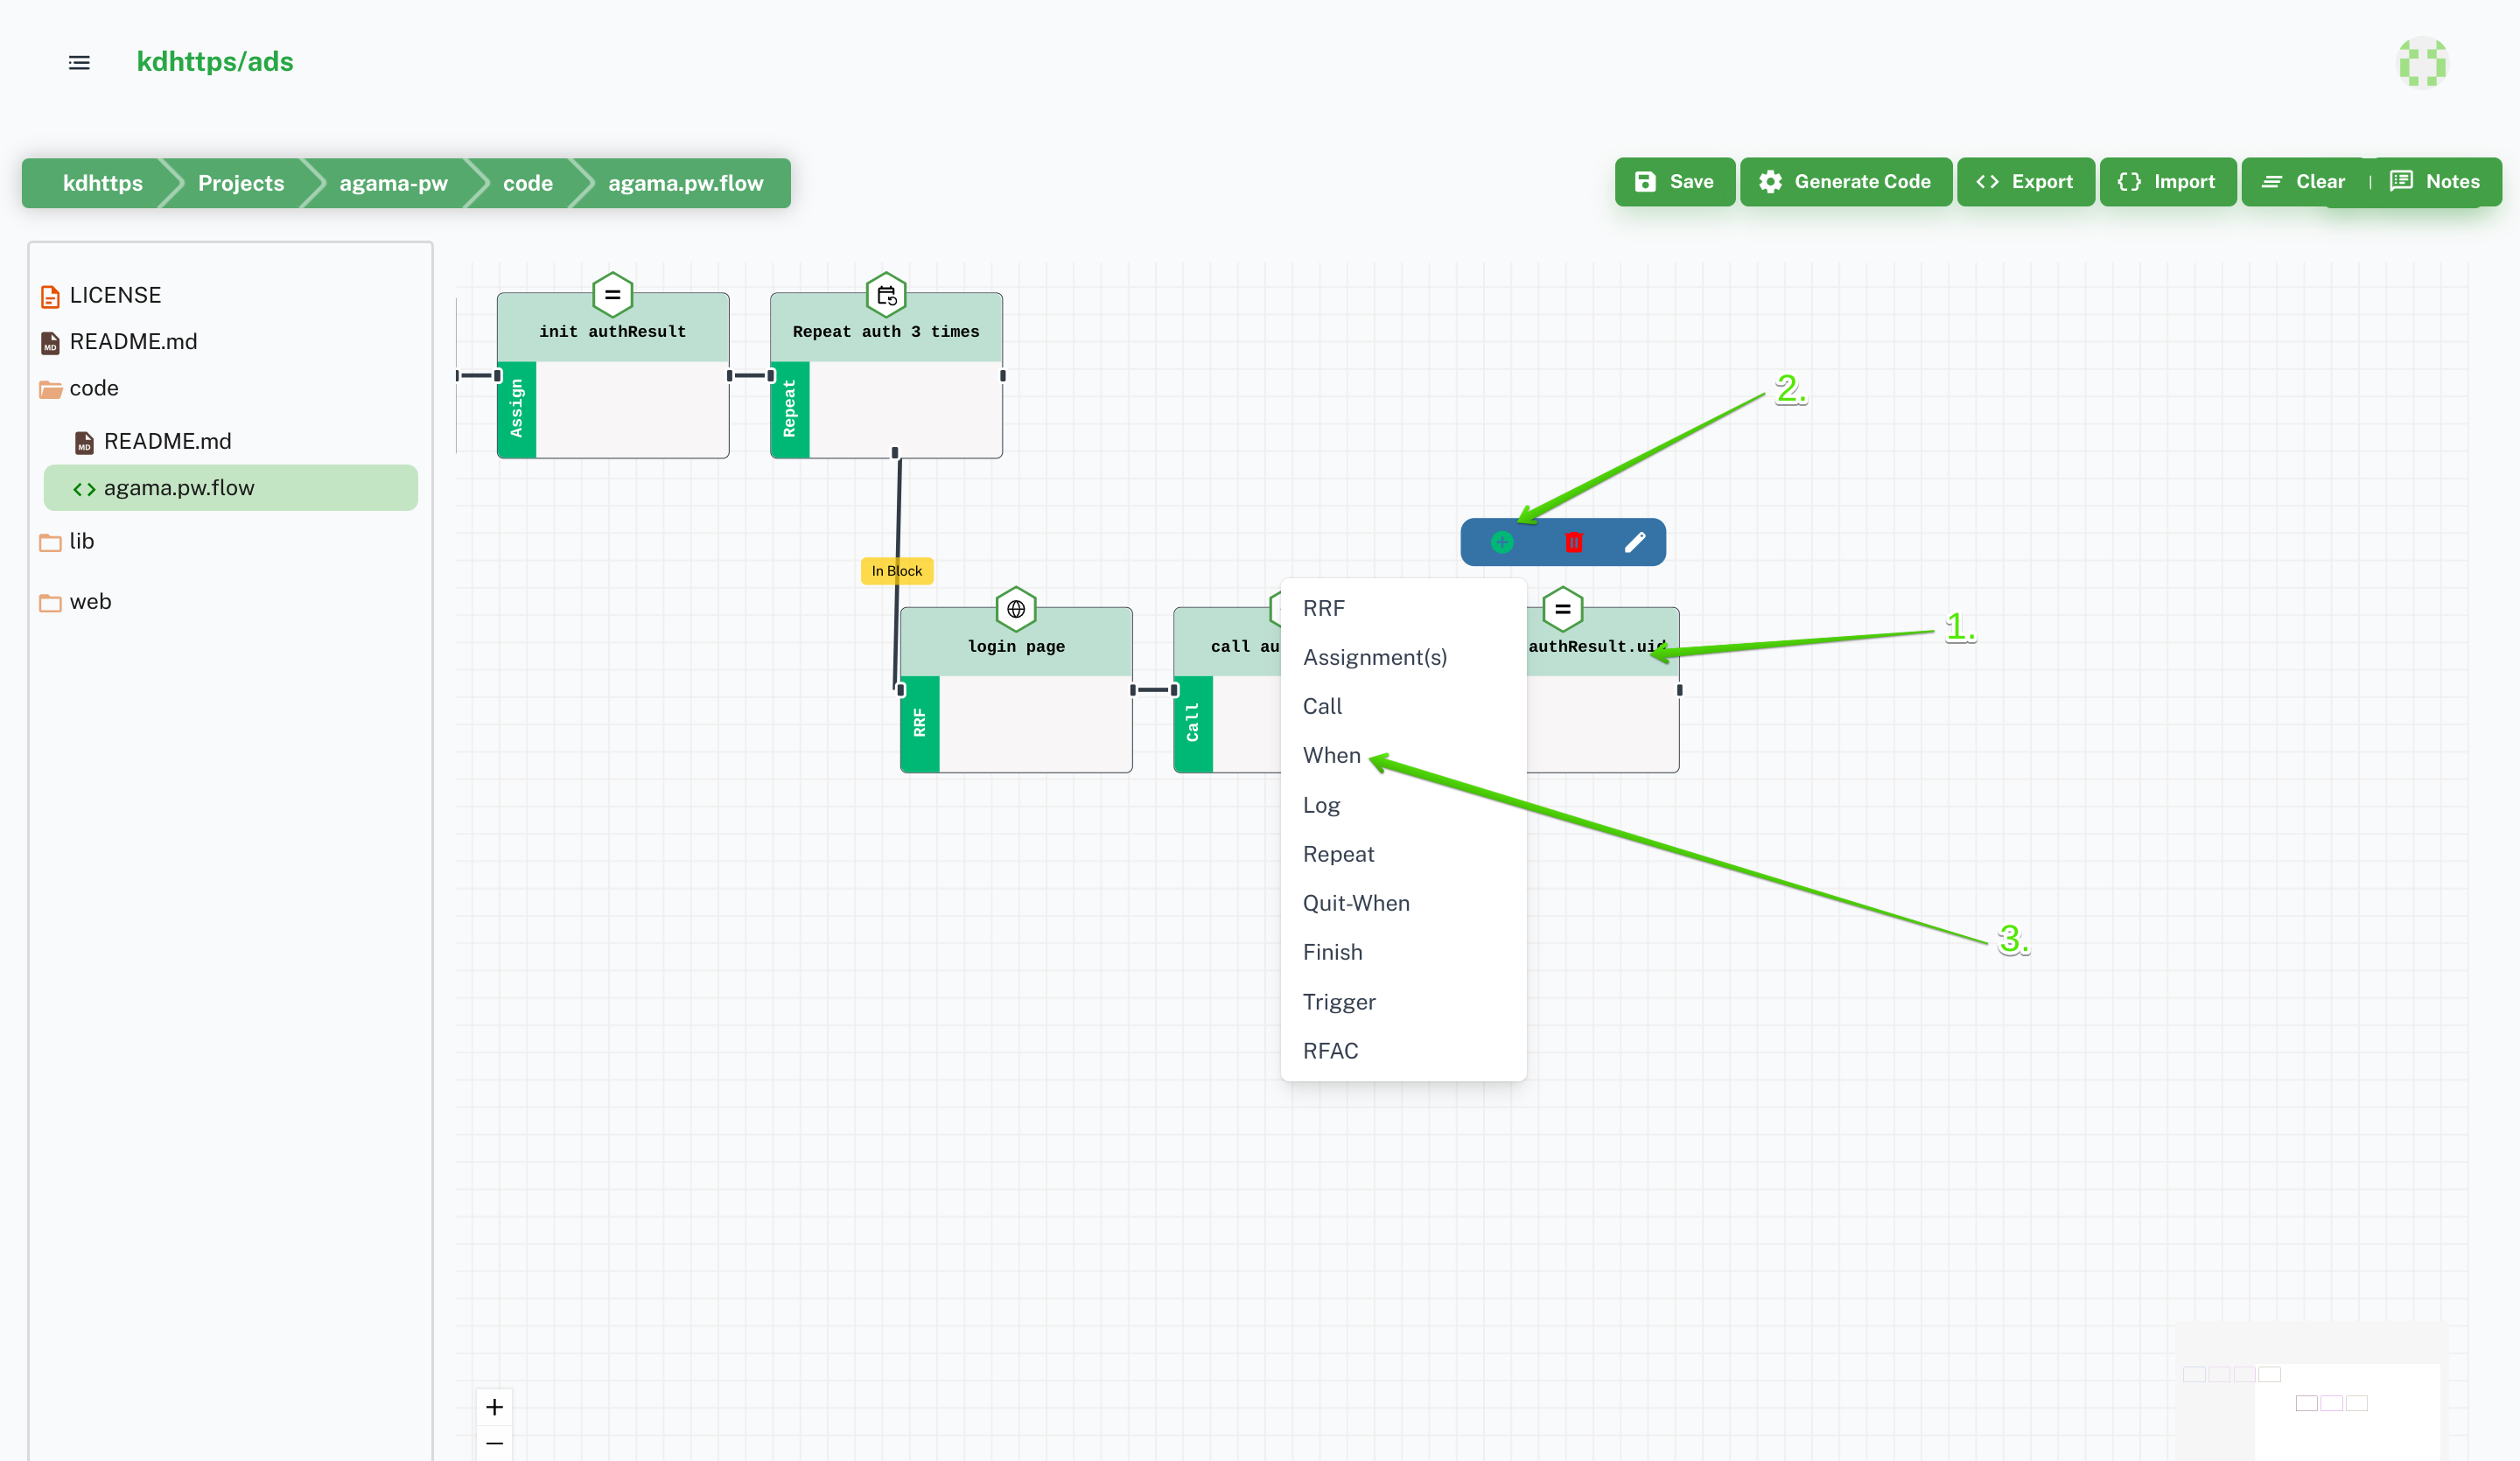 kdhttps/ads
kdhttps Projects agama-pw code agama.pw.flow
Save Generate Code Export Import Clear Notes
LICENSE
README.md
code
README.md
agama.pw.flow
lib
web
init authResult
Assign
Repeat auth 3 times
Repeat
2.
In Block
login page
RRF
call au
Call
authResult.uid
1.
RRF
Assignment(s)
Call
When
Log
Repeat
Quit-When
Finish
Trigger
RFAC
3.